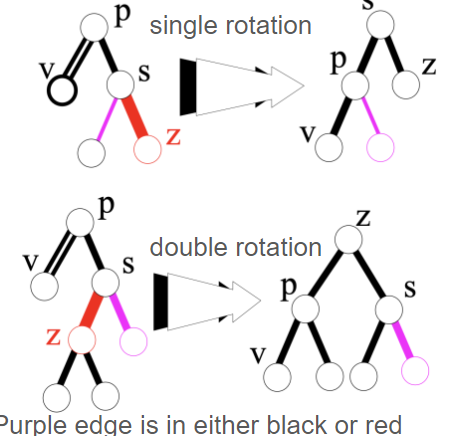 p
single rotation
s
v
s
p
z
z
v
p
z
double rotation
v
s
p
s
z
v
Purple edge is in either black or red